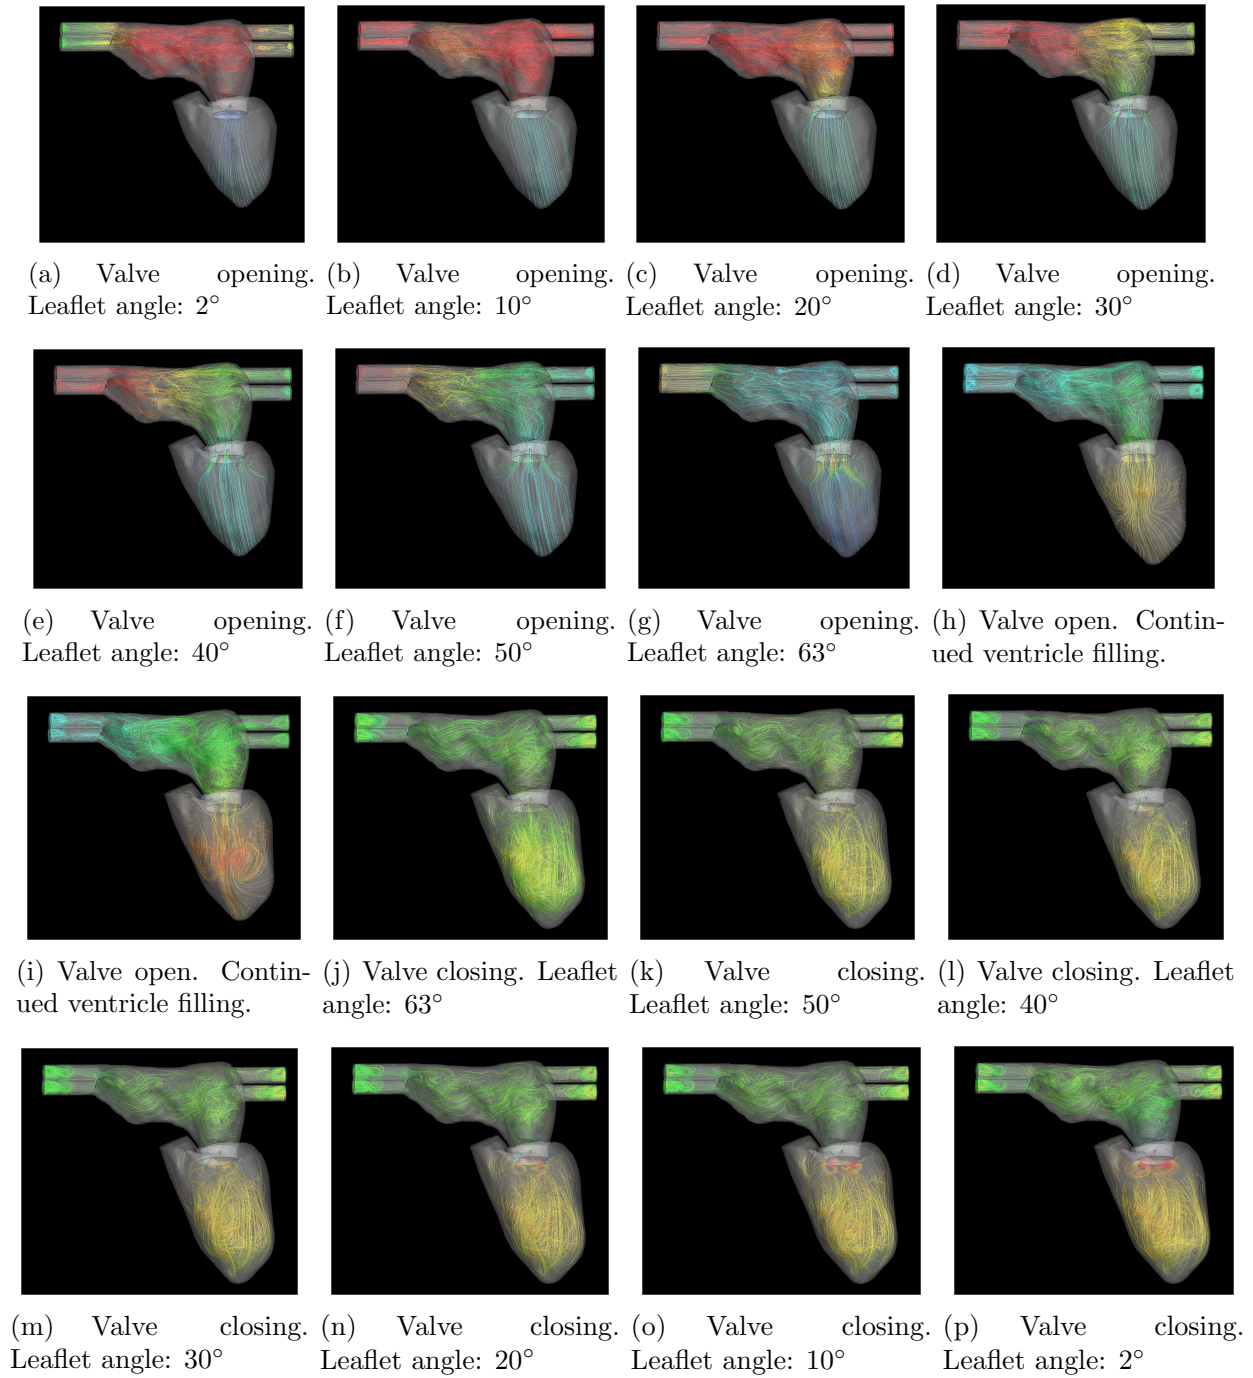 (a) Valve opening.
Leaflet angle: 2°
(b) Valve opening.
Leaflet angle: 10°
(c) Valve opening.
Leaflet angle: 20°
(d) Valve opening.
Leaflet angle: 30°
(e) Valve opening.
Leaflet angle: 40°
(f) Valve opening.
Leaflet angle: 50°
(g) Valve opening.
Leaflet angle: 63°
(h) Valve open. Contin-
ued ventricle filling.
(i) Valve open. Contin-
ued ventricle filling.
(j) Valve closing. Leaflet
angle: 63°
(k) Valve closing.
Leaflet angle: 50°
(l) Valve closing. Leaflet
angle: 40°
(m) Valve closing.
Leaflet angle: 30°
(n) Valve closing.
Leaflet angle: 20°
(o) Valve closing.
Leaflet angle: 10°
(p) Valve closing.
Leaflet angle: 2°